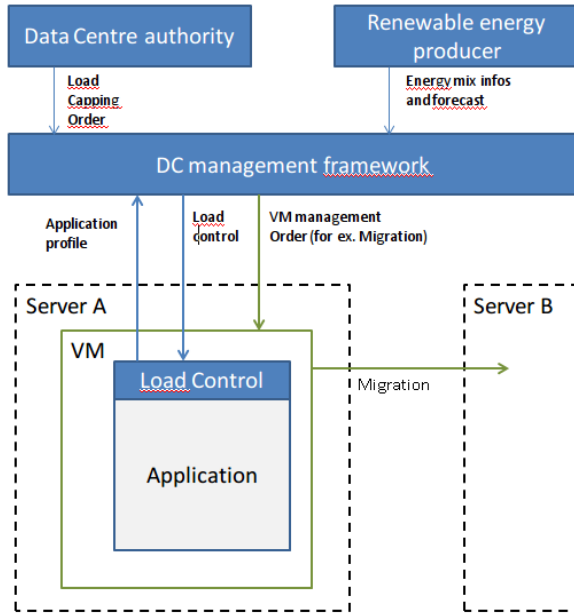 Data Centre authority
Renewable energy
producer
Load
Capping
Order
Energy mix infos
and forecast
DC management framework
Application
profile
Load
control
VM management
Order (for ex. Migration)
Server A
Server B
VM
Load Control
Migration
Application